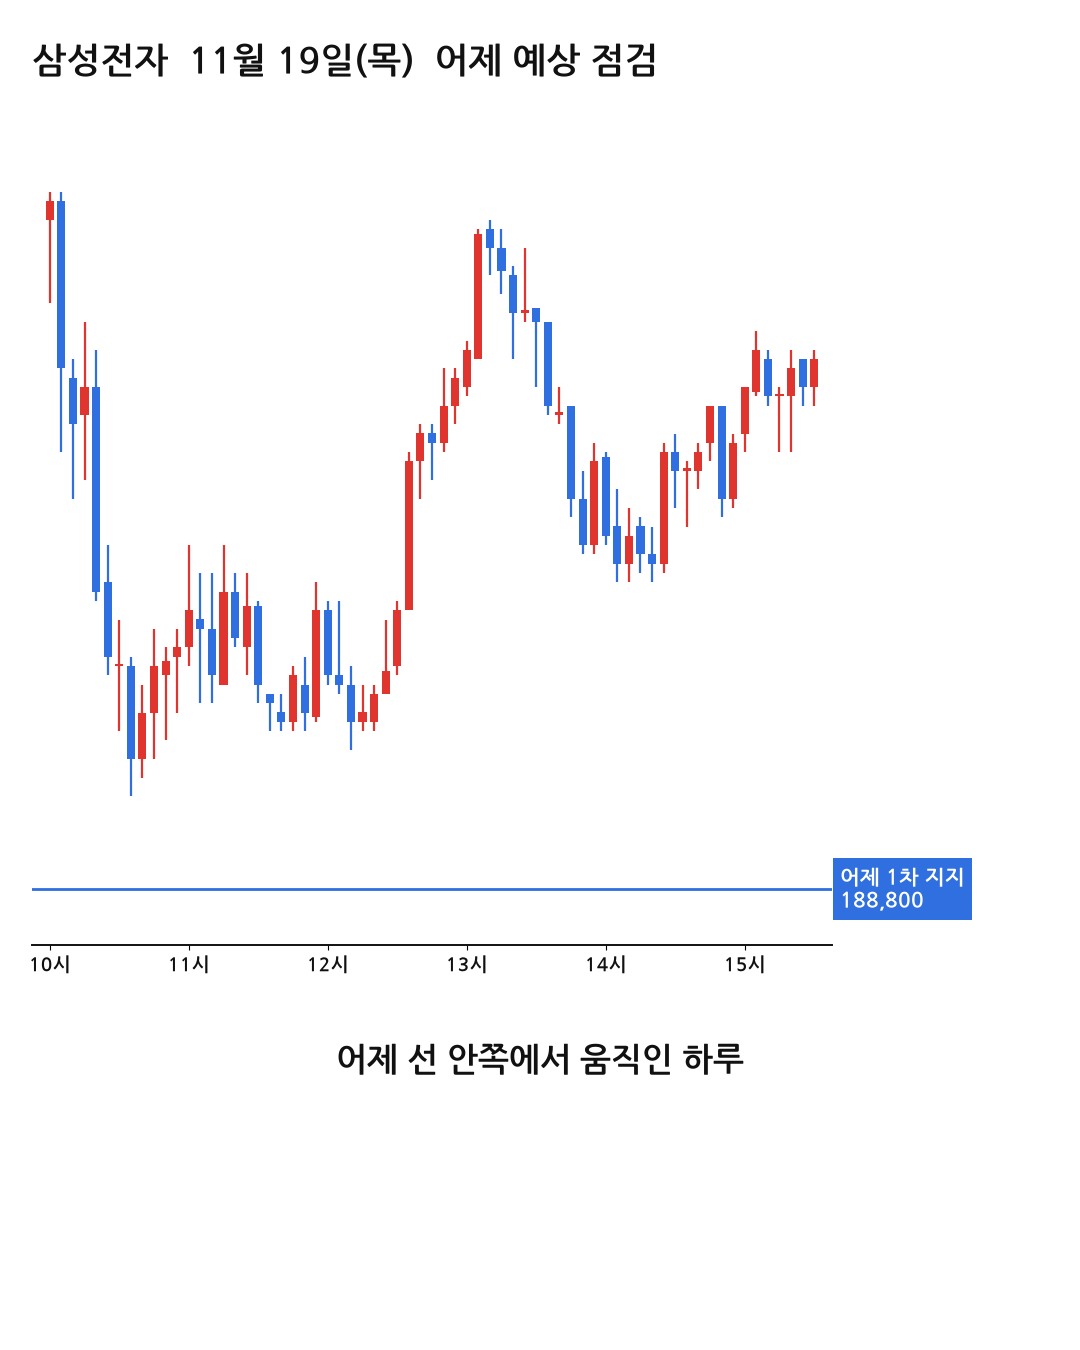 삼성전자 11월 19일(목) 어제 예상 점검
어제 1차 지지
188,800
10시 11시 12시 13시 14시 15시
어제 선 안쪽에서 움직인 하루